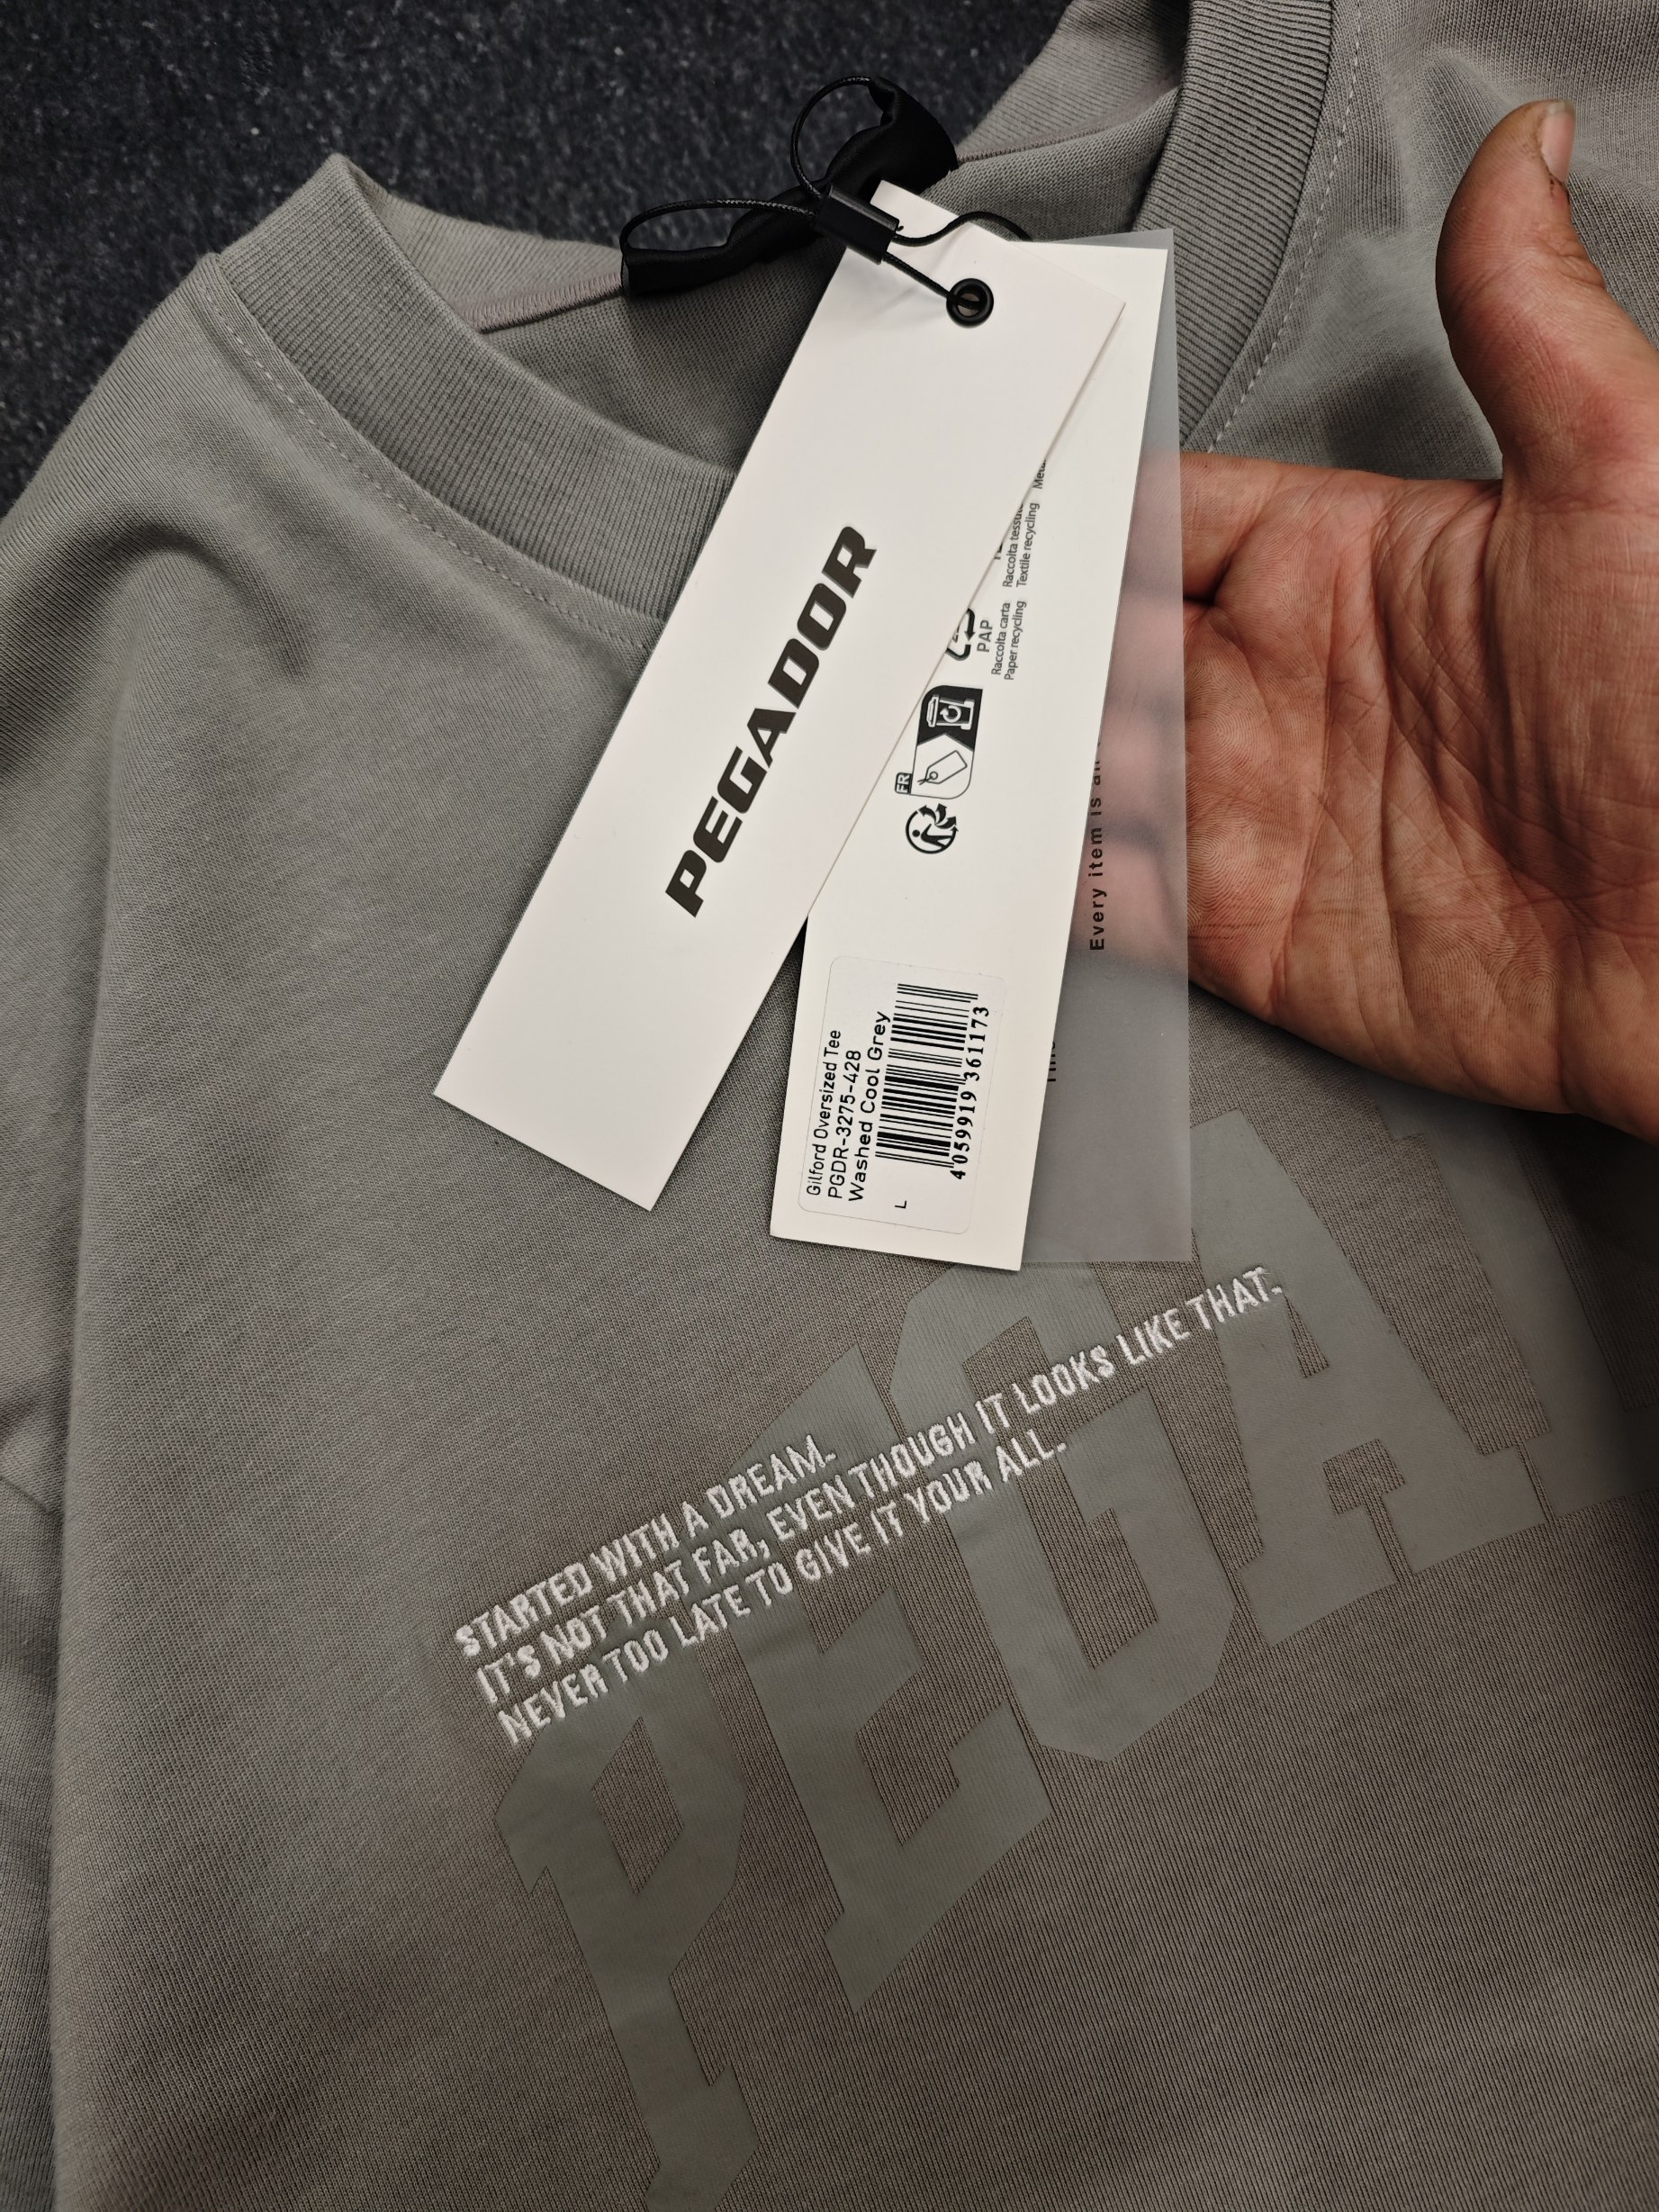 PEGADOR
Raccolta carta
Paper recycling
Raccolta tessu
Textile recycling
PAP
FR
Every item is a
Gilford Oversized Tee
PGDR-3275-428
Washed Cool Grey
L
4059919361173
STARTED WITH A DREAM.
IT'S NOT THAT FAR, EVEN THOUGH IT LOOKS LIKE THAT.
NEVER TOO LATE TO GIVE IT YOUR ALL.
PEGA